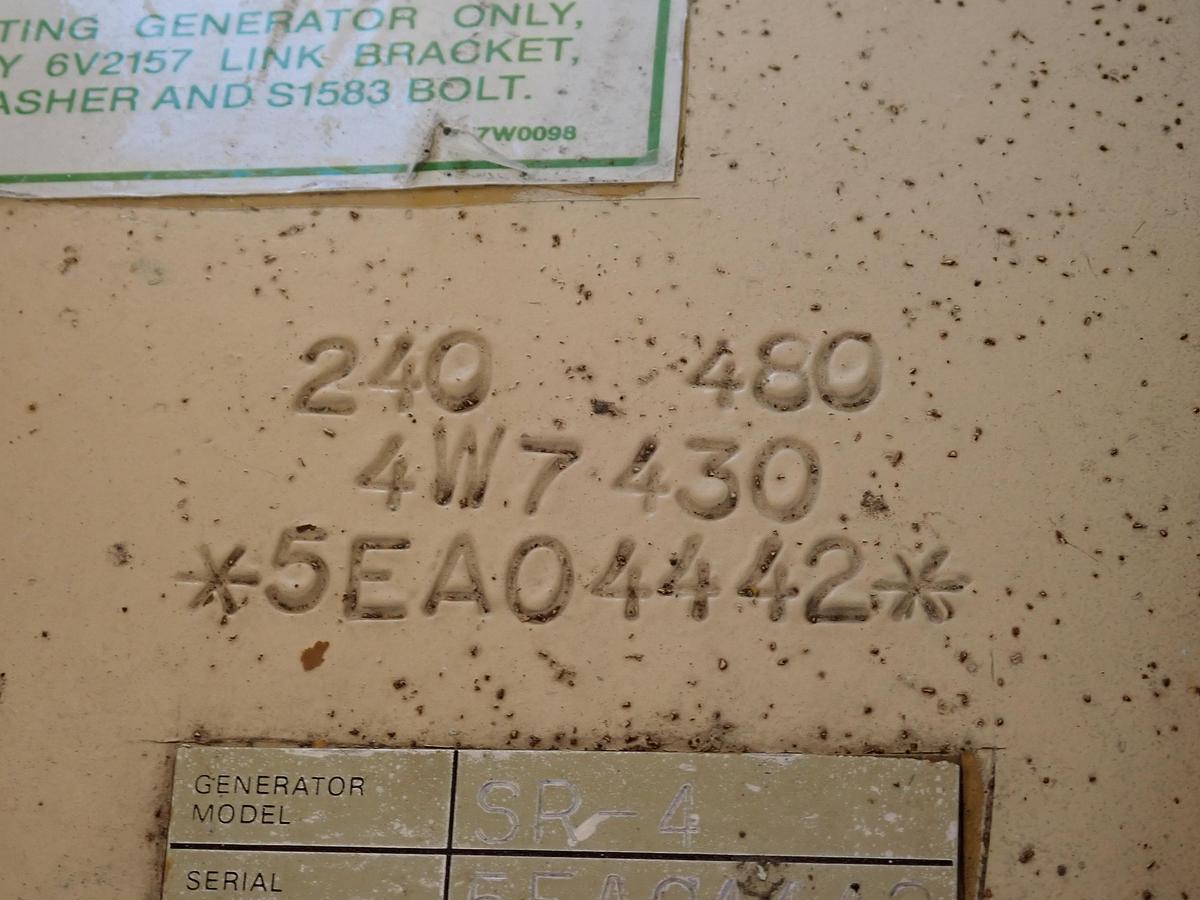 TING GENERATOR ONLY,
Y 6V2157 LINK BRACKET,
ASHER AND S1583 BOLT.
7W0098
240 480
4W7430
*5EA04442*
GENERATOR MODEL SR-4
SERIAL 5EA04442